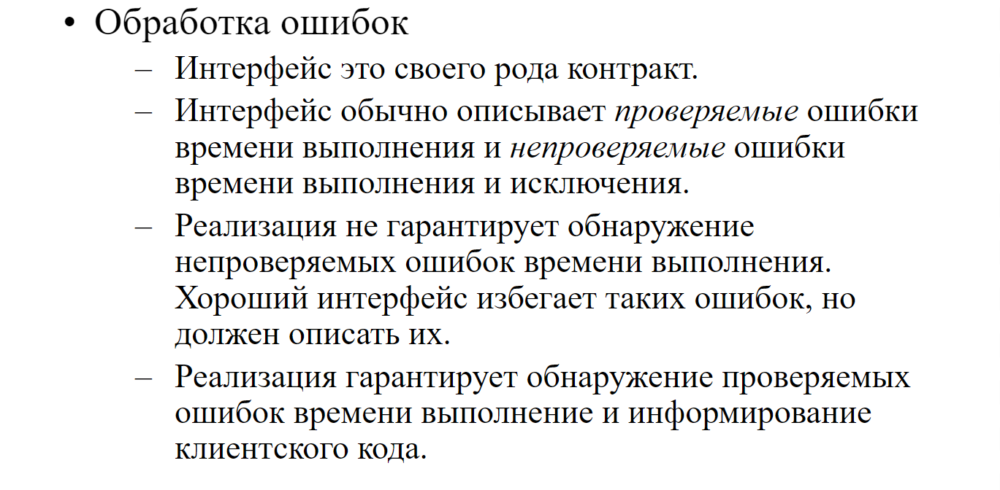 • Обработка ошибок
– Интерфейс это своего рода контракт.
– Интерфейс обычно описывает проверяемые ошибки
времени выполнения и непроверяемые ошибки
времени выполнения и исключения.
– Реализация не гарантирует обнаружение
непроверяемых ошибок времени выполнения.
Хороший интерфейс избегает таких ошибок, но
должен описать их.
– Реализация гарантирует обнаружение проверяемых
ошибок времени выполнение и информирование
клиентского кода.